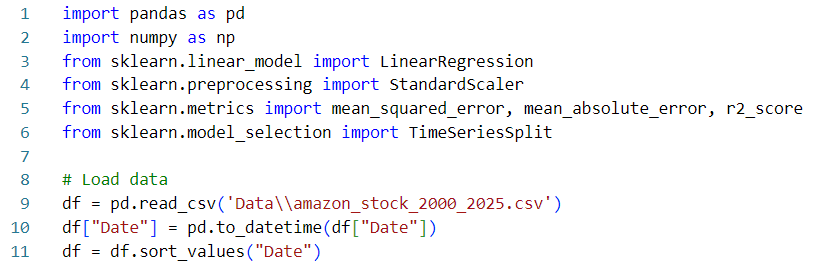 1 import pandas as pd
2 import numpy as np
3 from sklearn.linear_model import LinearRegression
4 from sklearn.preprocessing import StandardScaler
5 from sklearn.metrics import mean_squared_error, mean_absolute_error, r2_score
6 from sklearn.model_selection import TimeSeriesSplit
7
8 # Load data
9 df = pd.read_csv('Data\\amazon_stock_2000_2025.csv')
10 df["Date"] = pd.to_datetime(df["Date"])
11 df = df.sort_values("Date")